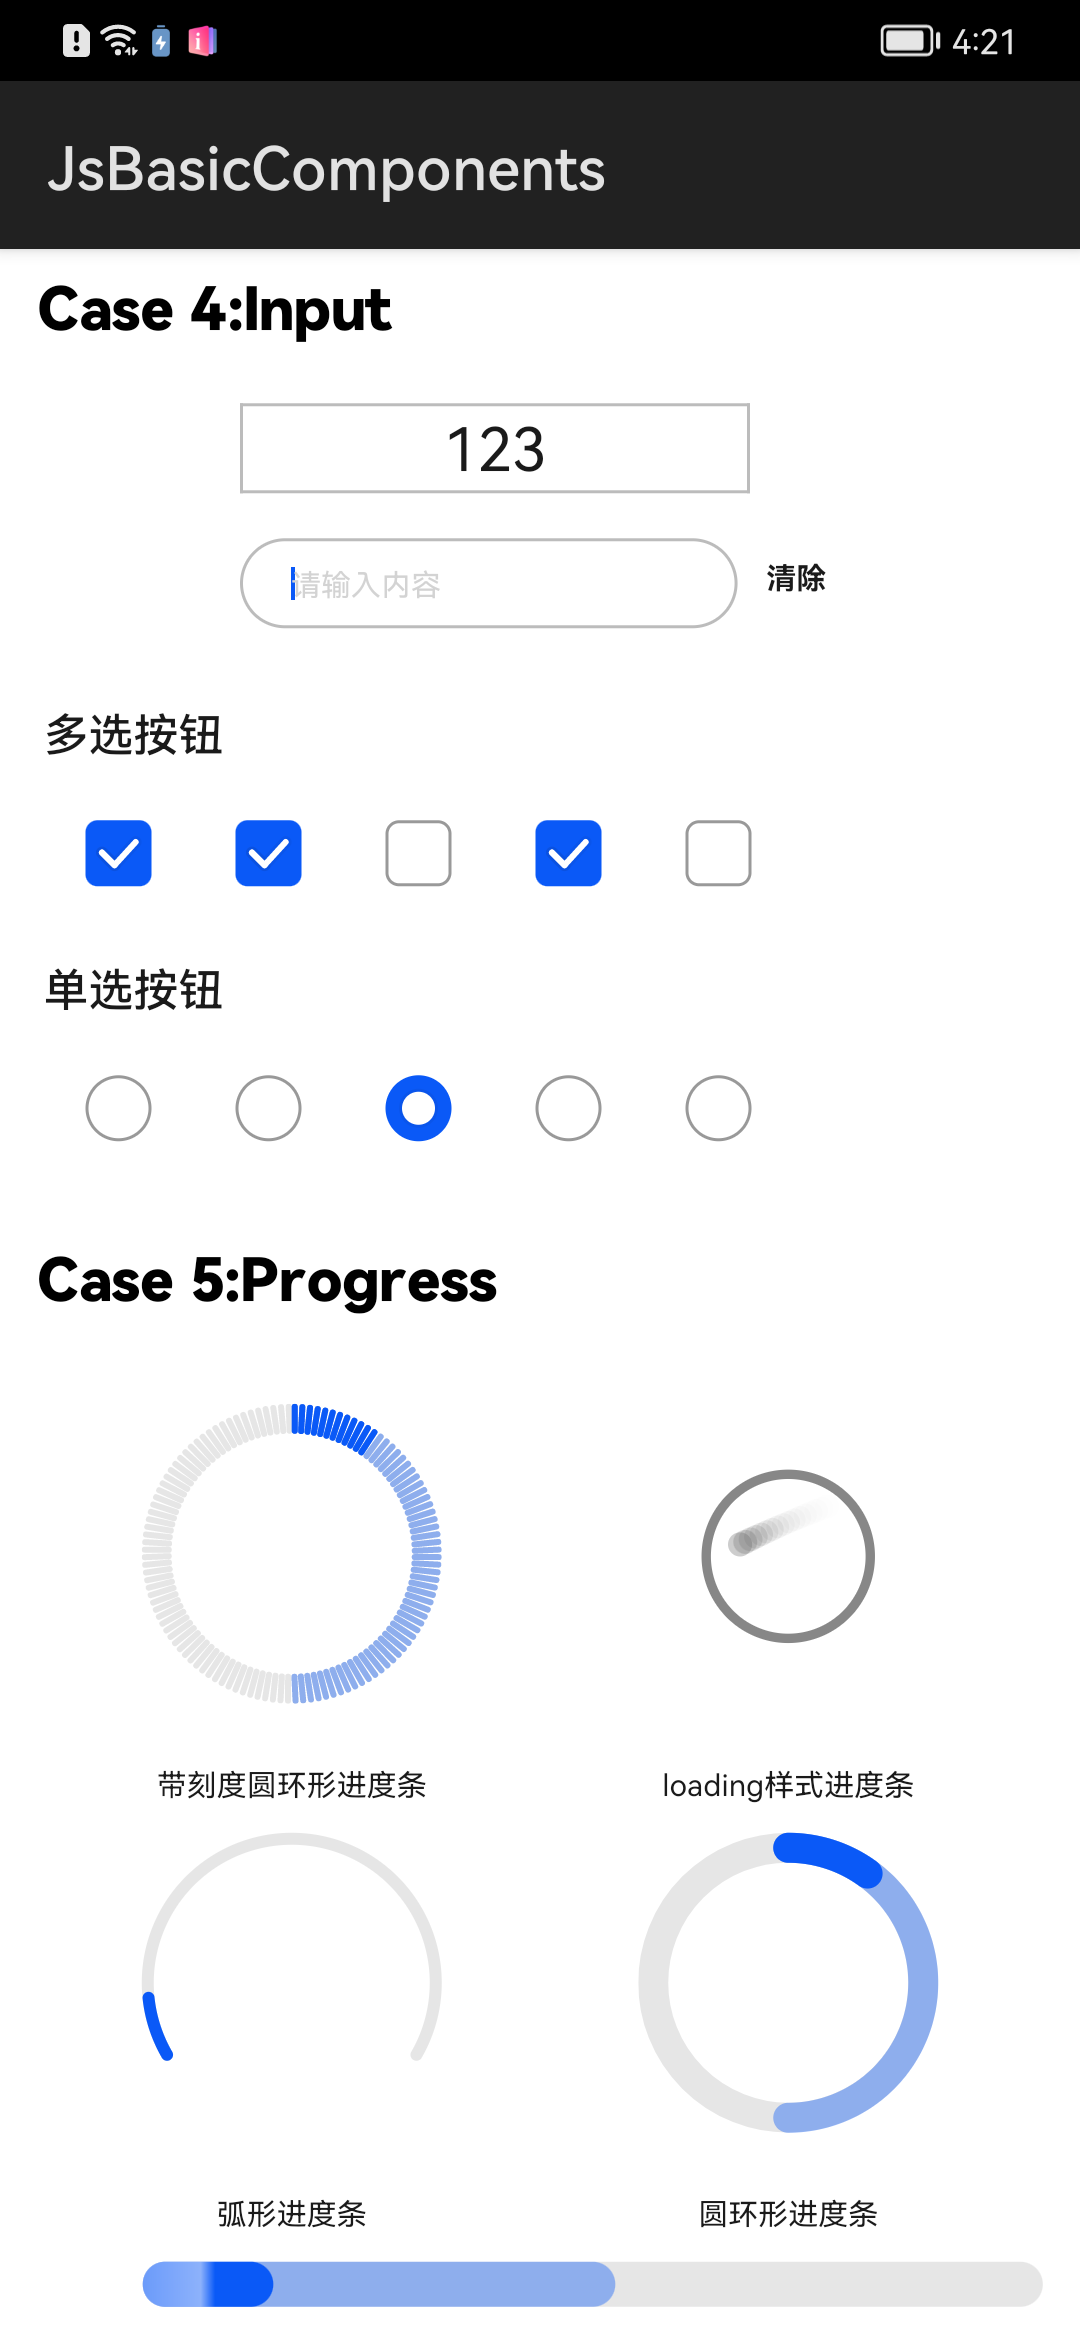 4:21
JsBasicComponents
Case 4:Input
123
请输入内容
清除
多选按钮
单选按钮
Case 5:Progress
带刻度圆环形进度条
loading样式进度条
弧形进度条
圆环形进度条